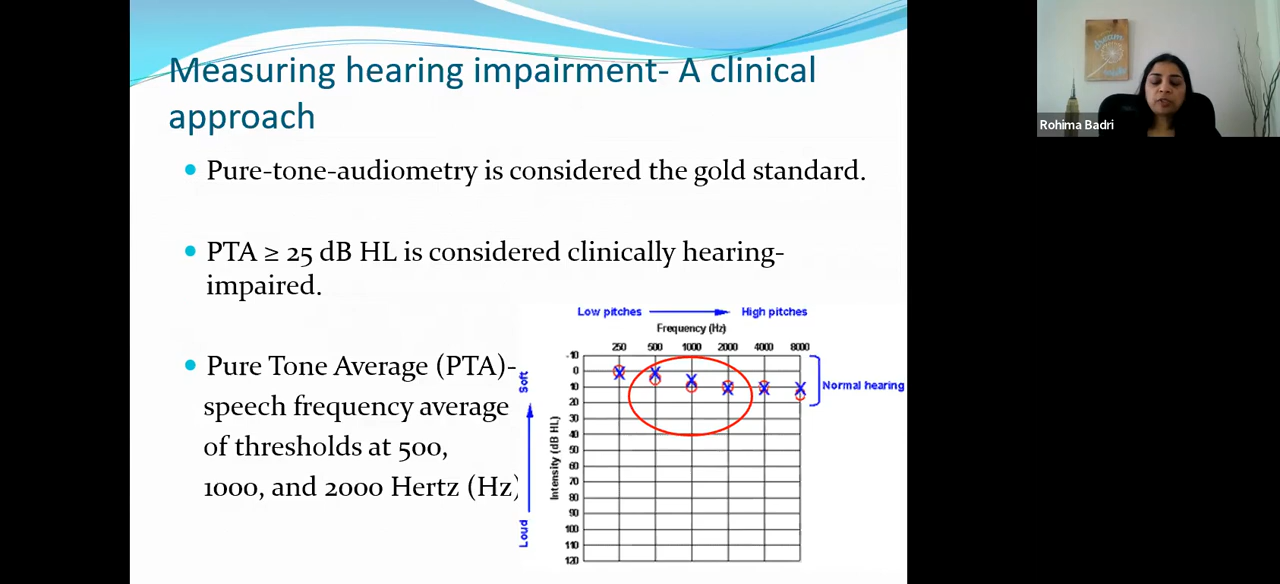 Measuring hearing impairment- A clinical
approach
Pure-tone-audiometry is considered the gold standard.
PTA ≥ 25 dB HL is considered clinically hearing-
impaired.
Pure Tone Average (PTA)-
speech frequency average
of thresholds at 500,
1000, and 2000 Hertz (Hz)
Low pitches
High pitches
Frequency (Hz)
250 500 1000 2000 4000 8000
-10
0
10
20
30
40
50
60
70
80
90
100
110
120
Intensity (dB HL)
Soft
Loud
Normal hearing
dream
Rohima Badri